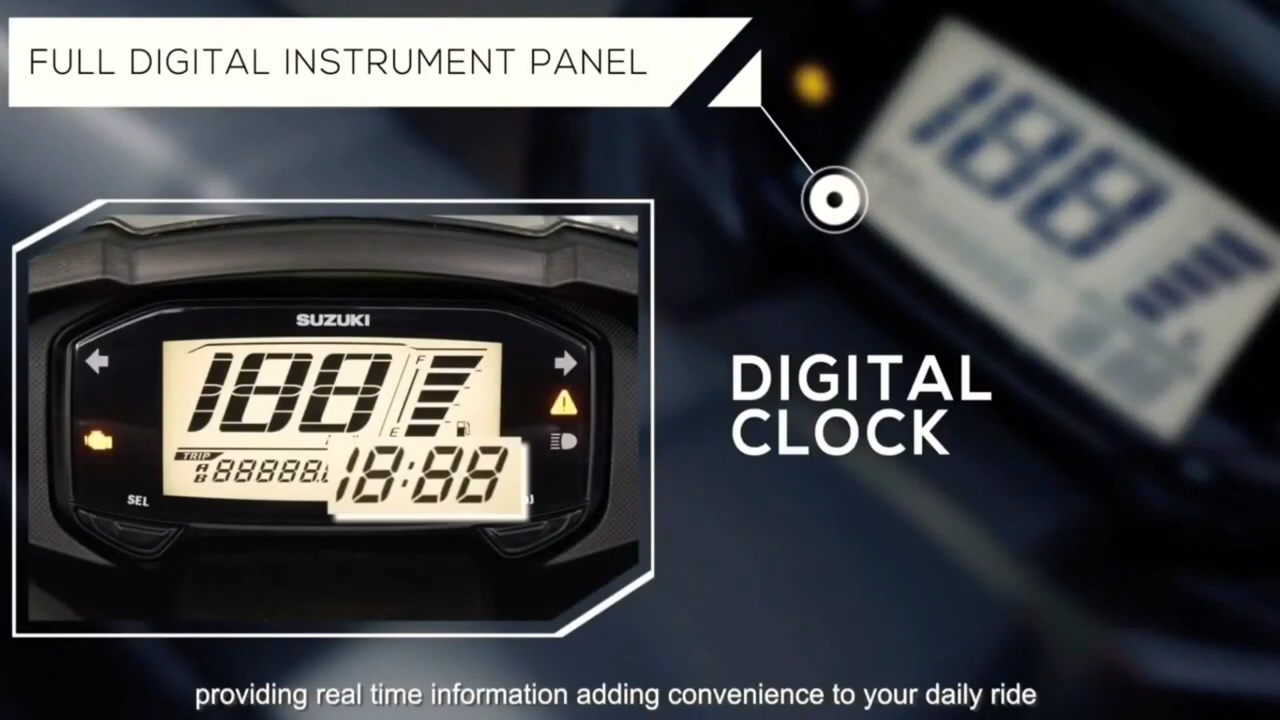 FULL DIGITAL INSTRUMENT PANEL
188
SUZUKI
188
F
E
TRIP
A
B
88888.
18:88
SEL
DIGITAL
CLOCK
providing real time information adding convenience to your daily ride